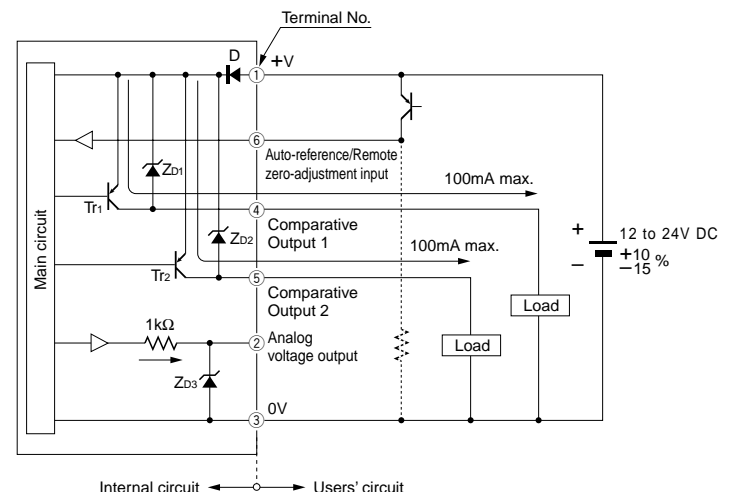 Terminal No.
D
+V
1
6
Auto-reference/Remote
zero-adjustment input
ZD1
100mA max.
Tr1
4
Comparative
Output 1
Main circuit
ZD2
100mA max.
Tr2
5
Comparative
Output 2
+
−
12 to 24V DC
+10
−15 %
Load
Load
1kΩ
2
Analog
voltage output
ZD3
3
0V
Internal circuit
Users' circuit